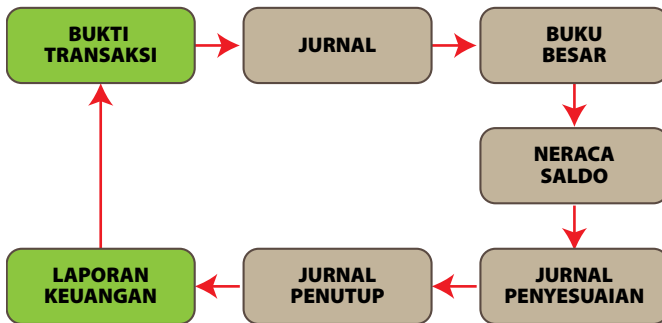 BUKTI
TRANSAKSI
JURNAL
BUKU
BESAR
NERACA
SALDO
JURNAL
PENYESUAIAN
JURNAL
PENUTUP
LAPORAN
KEUANGAN